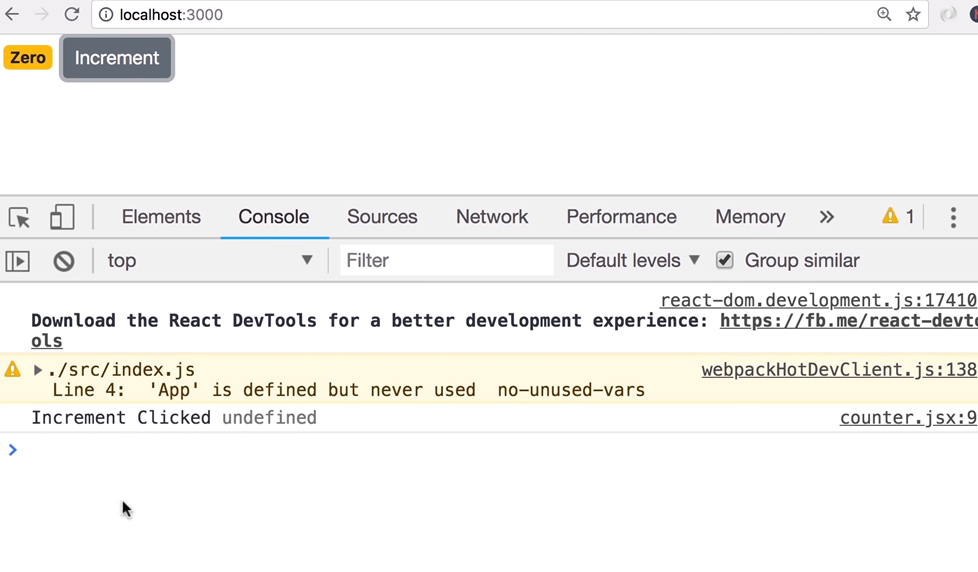 localhost:3000
Zero Increment
Elements Console Sources Network Performance Memory » 1
top Filter Default levels Group similar
react-dom.development.js:17410
Download the React DevTools for a better development experience: https://fb.me/react-devto
ols
./src/index.js webpackHotDevClient.js:138
Line 4: 'App' is defined but never used no-unused-vars
Increment Clicked undefined counter.jsx:9